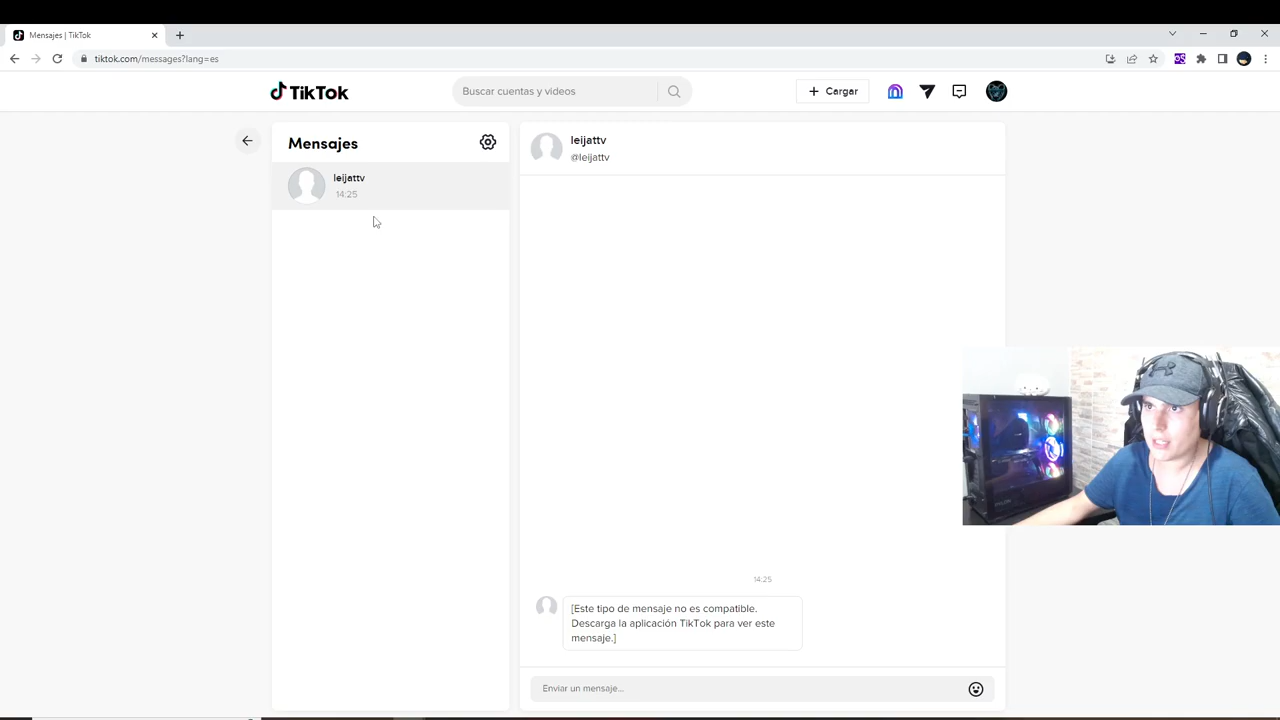 Mensajes | TikTok
tiktok.com/messages?lang=es
TikTok
Buscar cuentas y videos
Cargar
Mensajes
leijattv
14:25
leijattv
@leijattv
14:25
[Este tipo de mensaje no es compatible.
Descarga la aplicación TikTok para ver este
mensaje.]
Enviar un mensaje...